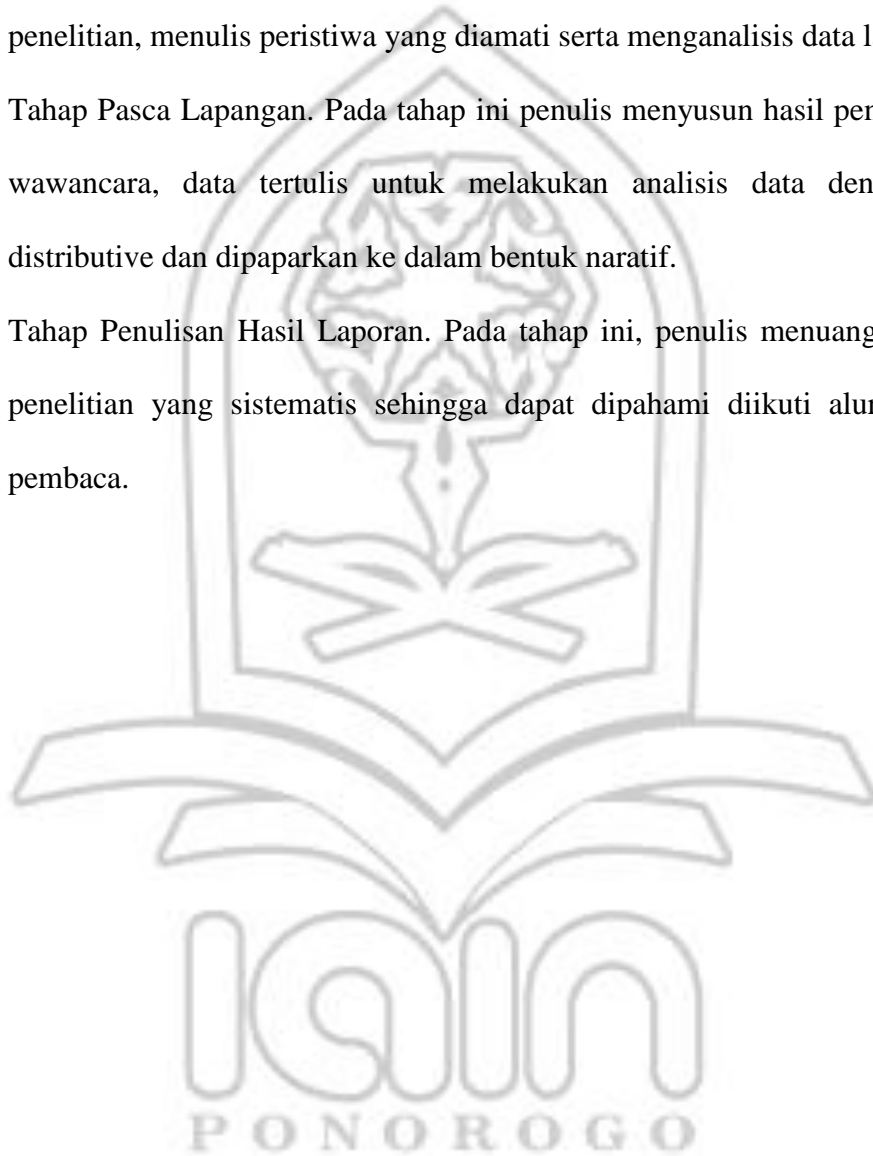 penelitian, menulis peristiwa yang diamati serta menganalisis data l
Tahap Pasca Lapangan. Pada tahap ini penulis menyusun hasil pen
wawancara, data tertulis untuk melakukan analisis data den
distributive dan dipaparkan ke dalam bentuk naratif.
Tahap Penulisan Hasil Laporan. Pada tahap ini, penulis menuang
penelitian yang sistematis sehingga dapat dipahami diikuti alur
pembaca.
iain
PONOROGO